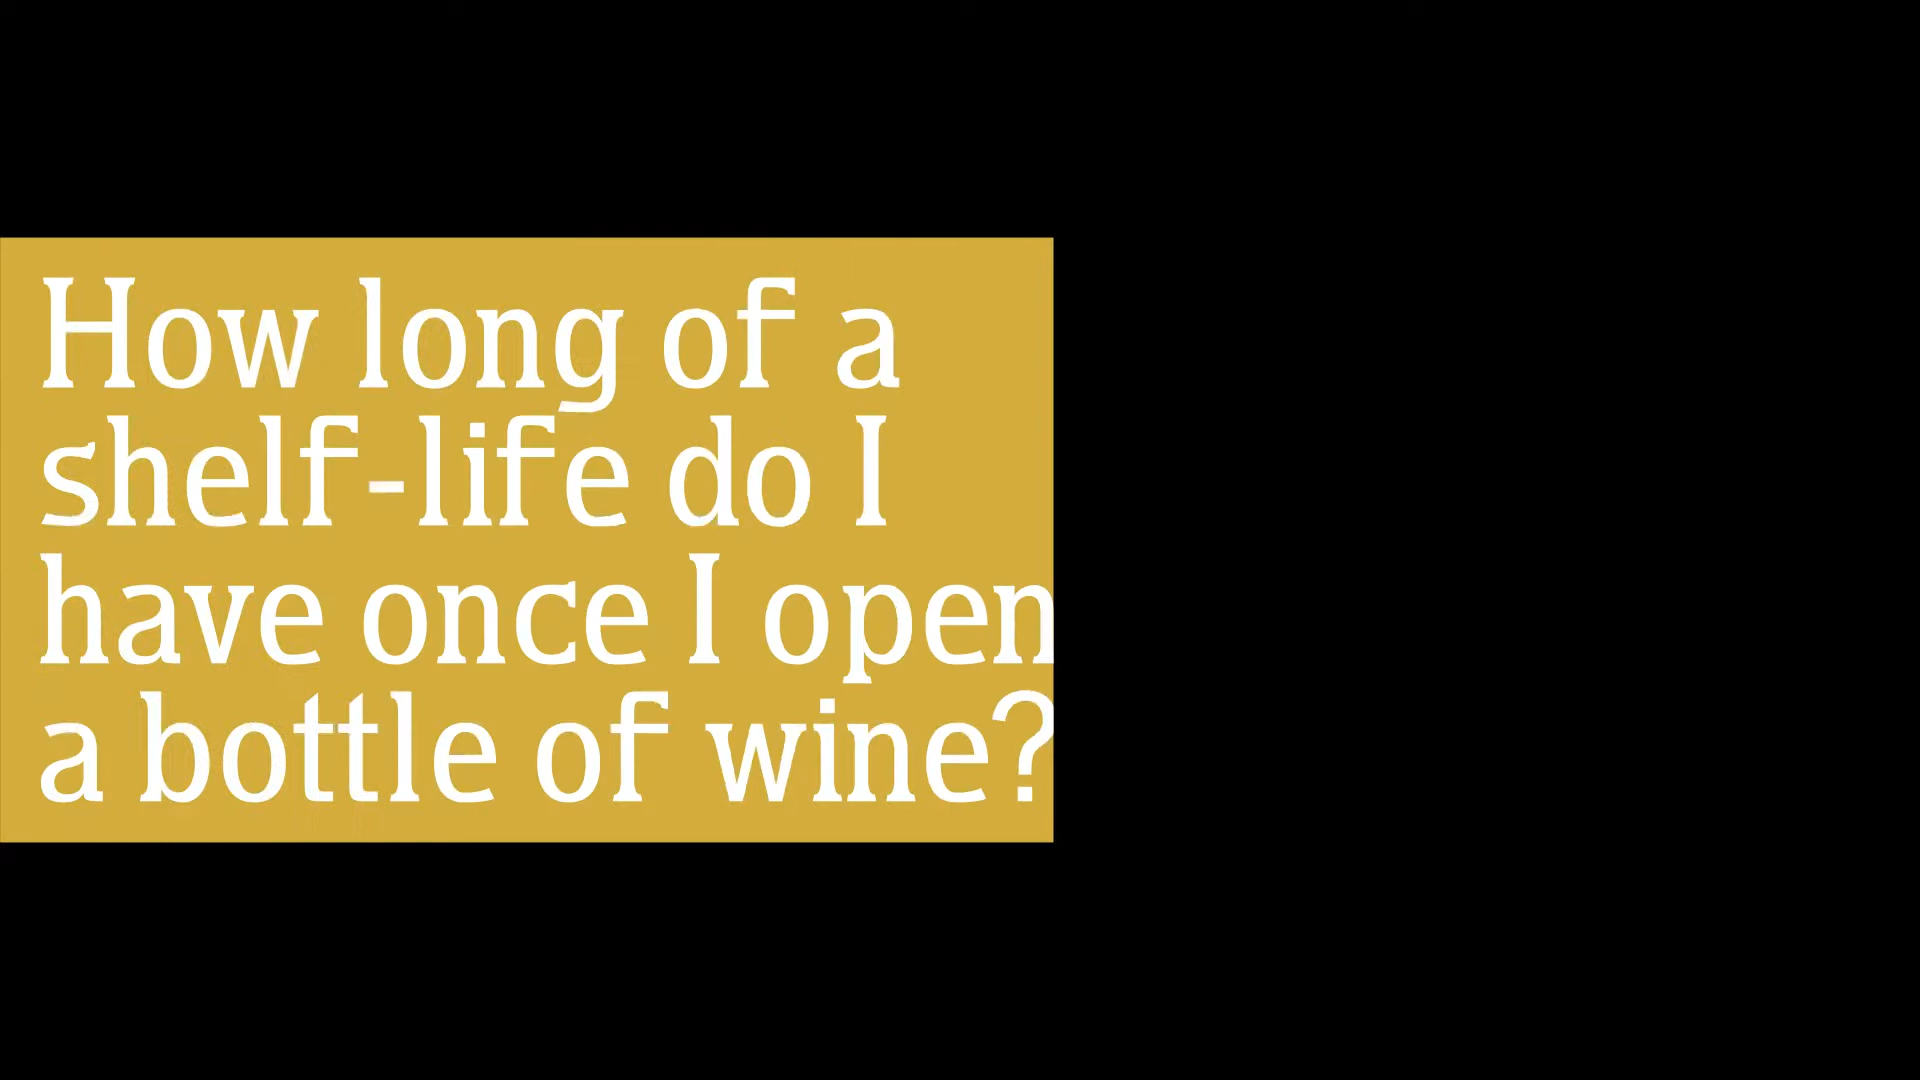 How long of a
shelf-life do I
have once I open
a bottle of wine?